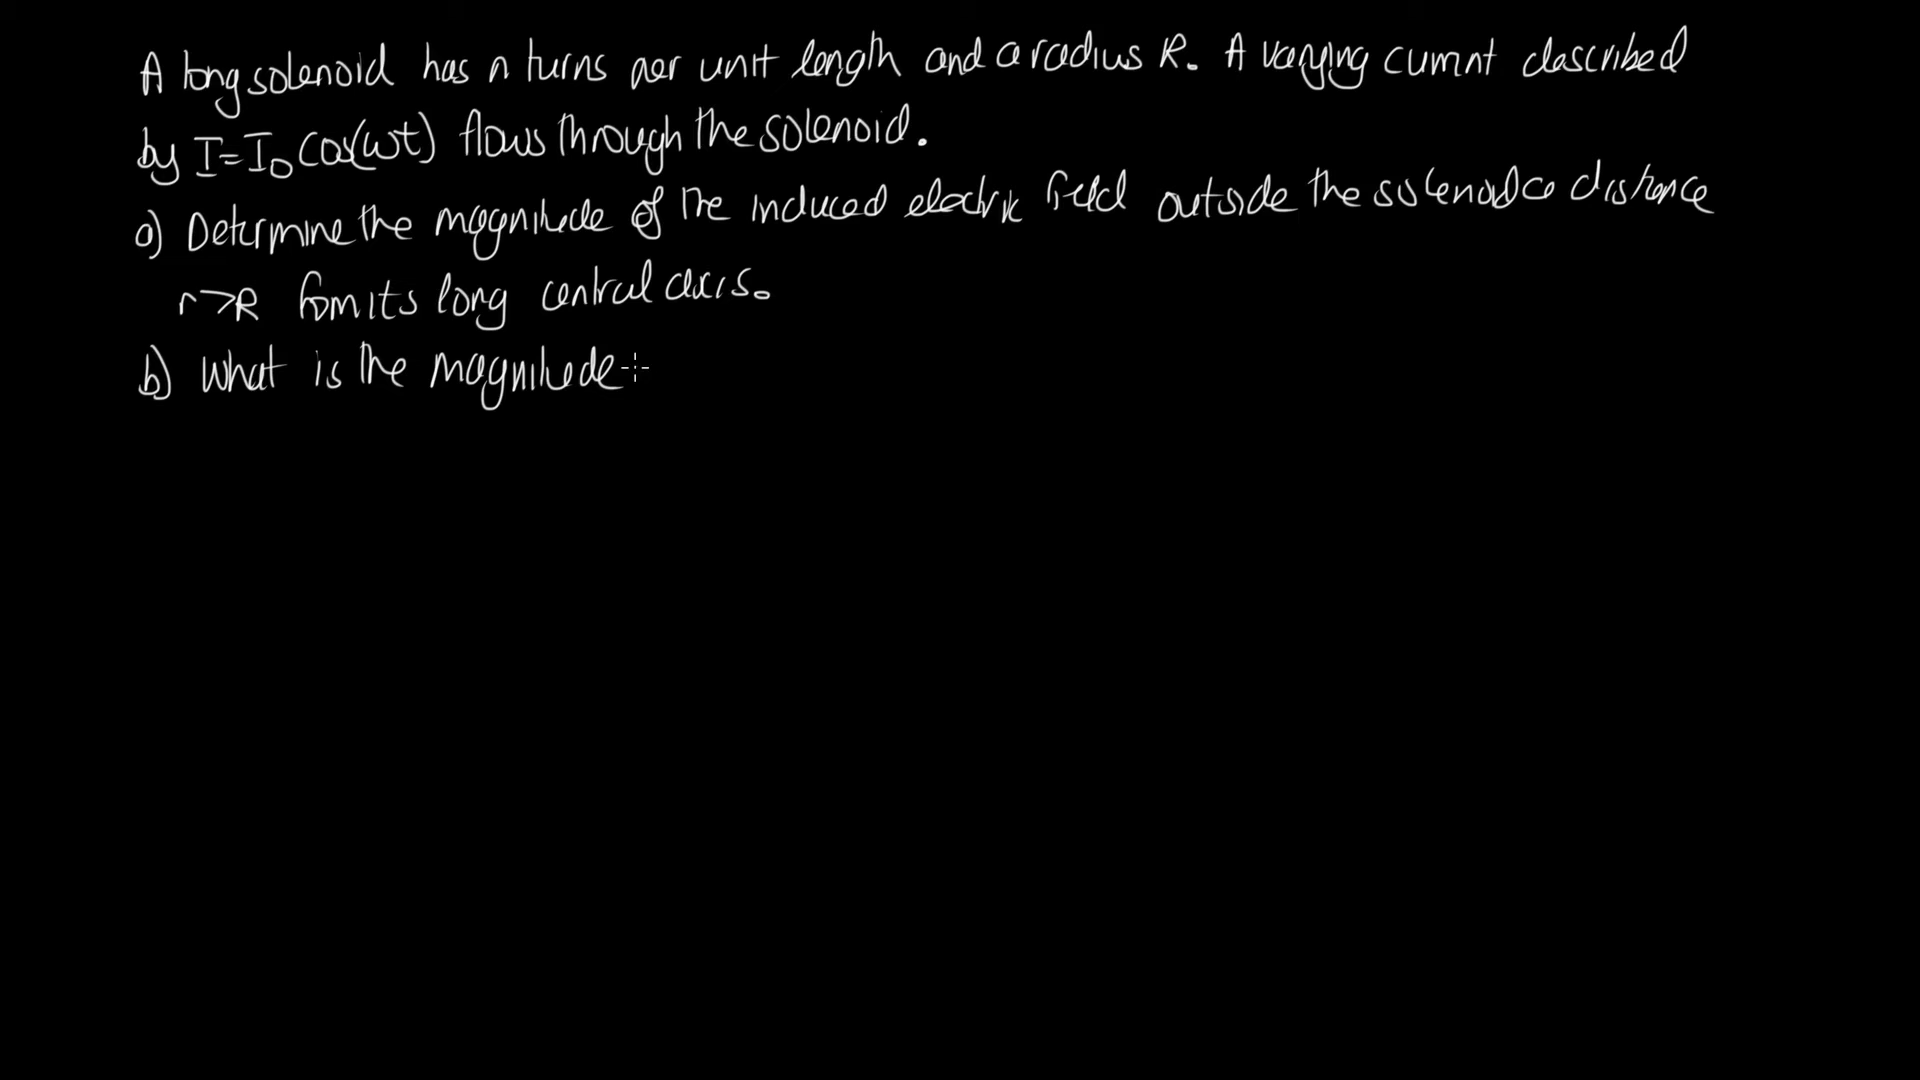 A long solenoid has n turns per unit length and a radius R. A varying current described
by I=I₀ cos(ωt) flows through the solenoid.
a) Determine the magnitude of the induced electric field outside the solenoid a distance
r>R from its long central axis.
b) What is the magnitude